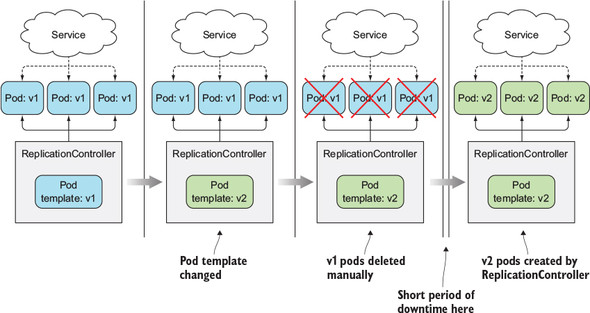 Service
Service
Service
Service
Pod: v1
Pod: v1
Pod: v1
Pod: v1
Pod: v1
Pod: v1
Pod: v1
Pod: v1
Pod: v1
Pod: v2
Pod: v2
Pod: v2
ReplicationController
ReplicationController
ReplicationController
ReplicationController
Pod
template: v1
Pod
template: v2
Pod
template: v2
Pod
template: v2
Pod template
changed
v1 pods deleted
manually
Short period of
downtime here
v2 pods created by
ReplicationController